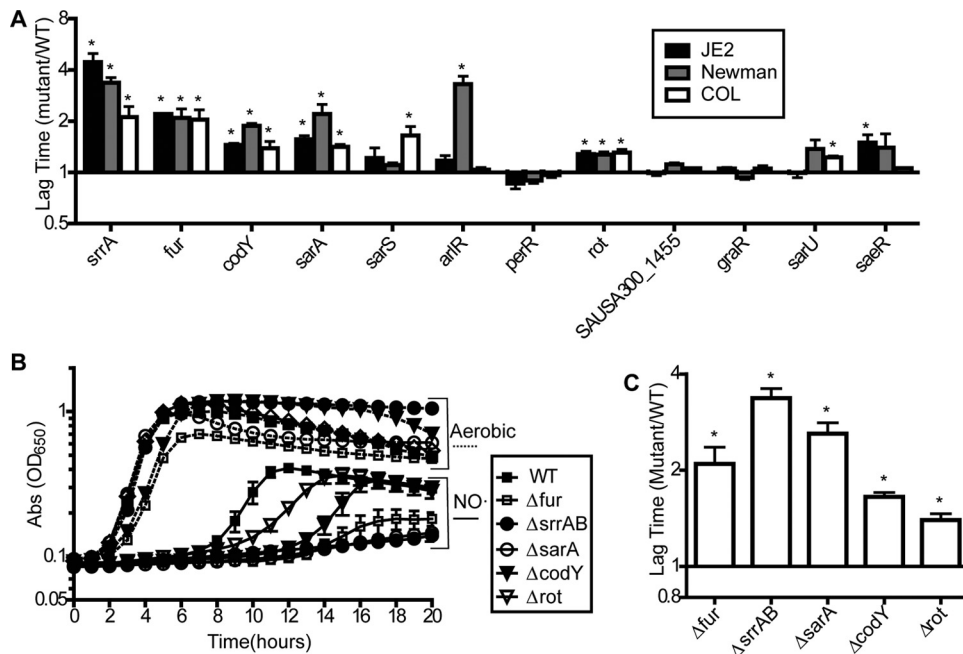 A
Lag Time (mutant/WT)
8
4
2
1
0.5
* * * * * * * * * * * * * * * * * * * *
JE2
Newman
COL
srrA
fur
codY
sarA
sarS
arlR
perR
rot
SAUSA300_1455
graR
sarU
saeR
B
Abs (OD650)
1
0.1
0.05
0 2 4 6 8 10 12 14 16 18 20
Time(hours)
Aerobic
NO·
WT
Δfur
ΔsrrAB
ΔsarA
ΔcodY
Δrot
C
Lag Time (Mutant/WT)
4
2
1
0.8
* * * * *
Δfur
ΔsrrAB
ΔsarA
ΔcodY
Δrot